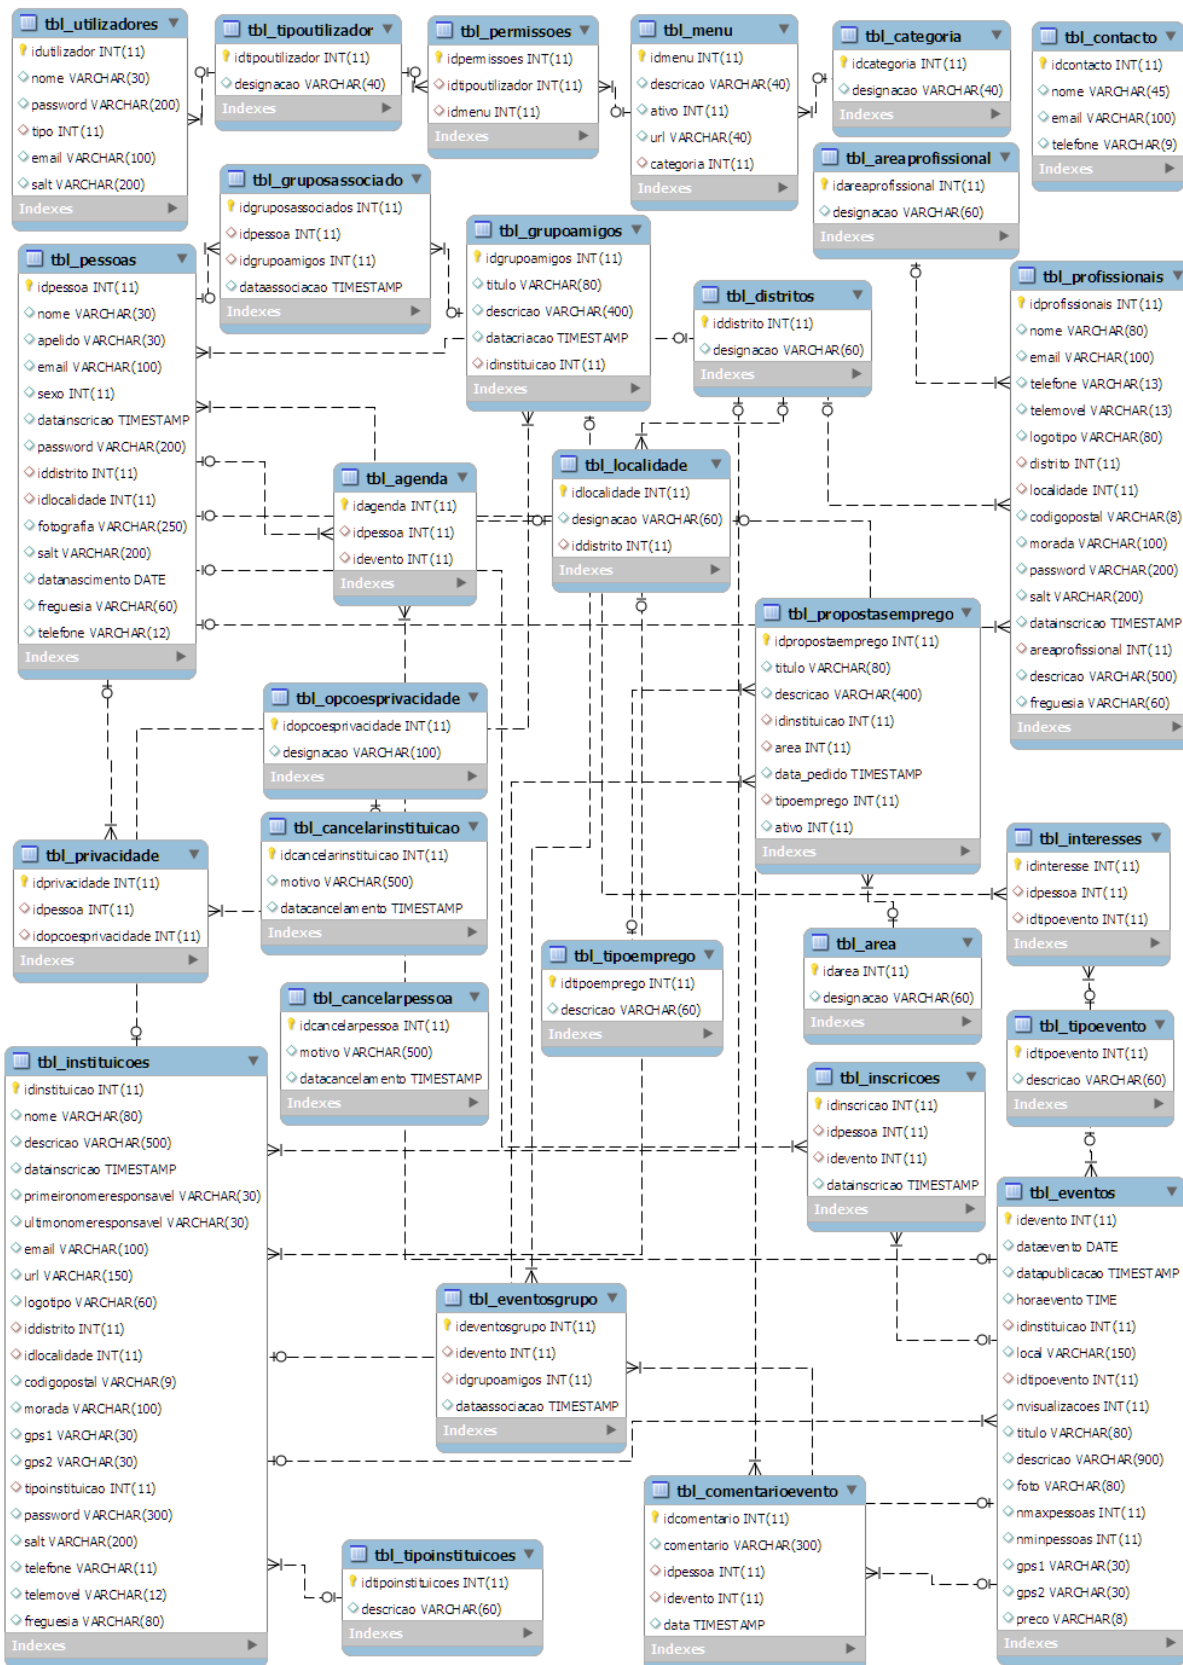 tbl_utilizadores
idutilizador INT(11)
nome VARCHAR(30)
password VARCHAR(200)
tipo INT(11)
email VARCHAR(100)
salt VARCHAR(200)
Indexes
tbl_tipoutilizador
idtipoutilizador INT(11)
designacao VARCHAR(40)
Indexes
tbl_permissoes
idpermissoes INT(11)
idtipoutilizador INT(11)
idmenu INT(11)
Indexes
tbl_menu
idmenu INT(11)
descricao VARCHAR(40)
ativo INT(11)
url VARCHAR(40)
categoria INT(11)
Indexes
tbl_categoria
idcategoria INT(11)
designacao VARCHAR(40)
Indexes
tbl_contacto
idcontacto INT(11)
nome VARCHAR(45)
email VARCHAR(100)
telefone VARCHAR(9)
Indexes
tbl_areaprofissional
idareaprofissional INT(11)
designacao VARCHAR(60)
Indexes
tbl_gruposassociado
idgruposassociados INT(11)
idpessoa INT(11)
idgrupoamigos INT(11)
dataassociacao TIMESTAMP
Indexes
tbl_grupoamigos
idgrupoamigos INT(11)
titulo VARCHAR(80)
descricao VARCHAR(400)
datacriacao TIMESTAMP
idinstituicao INT(11)
Indexes
tbl_pessoas
idpessoa INT(11)
nome VARCHAR(30)
apelido VARCHAR(30)
email VARCHAR(100)
sexo INT(11)
datainscricao TIMESTAMP
password VARCHAR(200)
iddistrito INT(11)
idlocalidade INT(11)
fotografia VARCHAR(250)
salt VARCHAR(200)
datanascimento DATE
freguesia VARCHAR(60)
telefone VARCHAR(12)
Indexes
tbl_distritos
iddistrito INT(11)
designacao VARCHAR(60)
Indexes
tbl_profissionais
idprofissionais INT(11)
nome VARCHAR(80)
email VARCHAR(100)
telefone VARCHAR(13)
telemovel VARCHAR(13)
logotipo VARCHAR(80)
distrito INT(11)
localidade INT(11)
codigopostal VARCHAR(8)
morada VARCHAR(100)
password VARCHAR(200)
salt VARCHAR(200)
datainscricao TIMESTAMP
areaprofissional INT(11)
descricao VARCHAR(500)
freguesia VARCHAR(60)
Indexes
tbl_agenda
idagenda INT(11)
idpessoa INT(11)
idevento INT(11)
Indexes
tbl_localidade
idlocalidade INT(11)
designacao VARCHAR(60)
iddistrito INT(11)
Indexes
tbl_propostasemprego
idpropostaemprego INT(11)
titulo VARCHAR(80)
descricao VARCHAR(400)
idinstituicao INT(11)
area INT(11)
data_pedido TIMESTAMP
tipoemprego INT(11)
ativo INT(11)
Indexes
tbl_opcoesprivacidade
idopcoesprivacidade INT(11)
designacao VARCHAR(100)
Indexes
tbl_cancelarinstituicao
idcancelarinstituicao INT(11)
motivo VARCHAR(500)
datacancelamento TIMESTAMP
Indexes
tbl_privacidade
idprivacidade INT(11)
idpessoa INT(11)
idopcoesprivacidade INT(11)
Indexes
tbl_interesses
idinteresse INT(11)
idpessoa INT(11)
idtipoevento INT(11)
Indexes
tbl_tipoemprego
idtipoemprego INT(11)
descricao VARCHAR(60)
Indexes
tbl_area
idarea INT(11)
designacao VARCHAR(60)
Indexes
tbl_cancelarpessoa
idcancelarpessoa INT(11)
motivo VARCHAR(500)
datacancelamento TIMESTAMP
Indexes
tbl_tipoevento
idtipoevento INT(11)
descricao VARCHAR(60)
Indexes
tbl_instituicoes
idinstituicao INT(11)
nome VARCHAR(80)
descricao VARCHAR(500)
datainscricao TIMESTAMP
primeironomeresponsavel VARCHAR(30)
ultimonomeresponsavel VARCHAR(30)
email VARCHAR(100)
url VARCHAR(150)
logotipo VARCHAR(60)
iddistrito INT(11)
idlocalidade INT(11)
codigopostal VARCHAR(9)
morada VARCHAR(100)
gps1 VARCHAR(30)
gps2 VARCHAR(30)
tipoinstituicao INT(11)
password VARCHAR(300)
salt VARCHAR(200)
telefone VARCHAR(11)
telemovel VARCHAR(12)
freguesia VARCHAR(80)
Indexes
tbl_inscricoes
idinscricao INT(11)
idpessoa INT(11)
idevento INT(11)
datainscricao TIMESTAMP
Indexes
tbl_eventos
idevento INT(11)
dataevento DATE
datapublicacao TIMESTAMP
horaevento TIME
idinstituicao INT(11)
local VARCHAR(150)
idtipoevento INT(11)
nvisualizacoes INT(11)
titulo VARCHAR(80)
descricao VARCHAR(900)
foto VARCHAR(80)
nmaxpessoas INT(11)
nminpessoas INT(11)
gps1 VARCHAR(30)
gps2 VARCHAR(30)
preco VARCHAR(8)
Indexes
tbl_eventosgrupo
ideventosgrupo INT(11)
idevento INT(11)
idgrupoamigos INT(11)
dataassociacao TIMESTAMP
Indexes
tbl_comentarioevento
idcomentario INT(11)
comentario VARCHAR(300)
idpessoa INT(11)
idevento INT(11)
data TIMESTAMP
Indexes
tbl_tipoinstituicoes
idtipoinstituicoes INT(11)
descricao VARCHAR(60)
Indexes